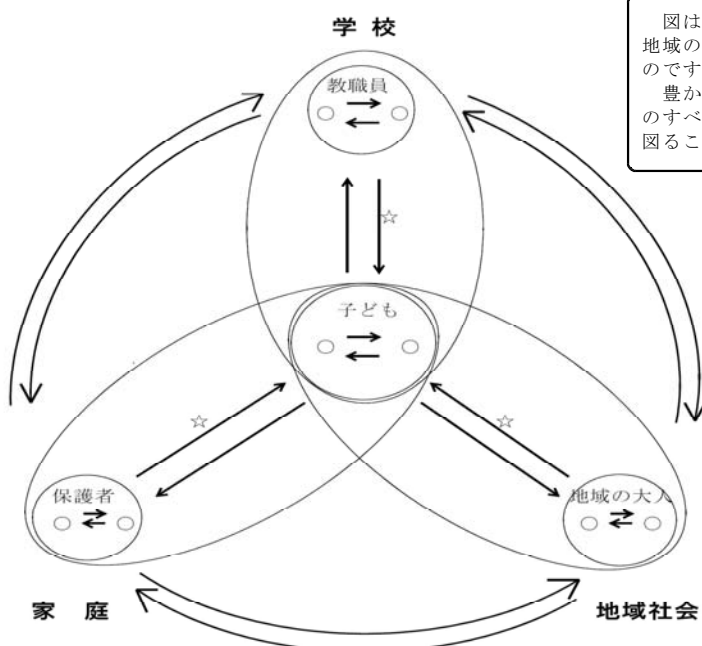 学 校
図は
地域の
のです
豊か
のすべ
図るこ
教職員
☆
子ども
☆
☆
保護者
地域の大人
家 庭
地域社会